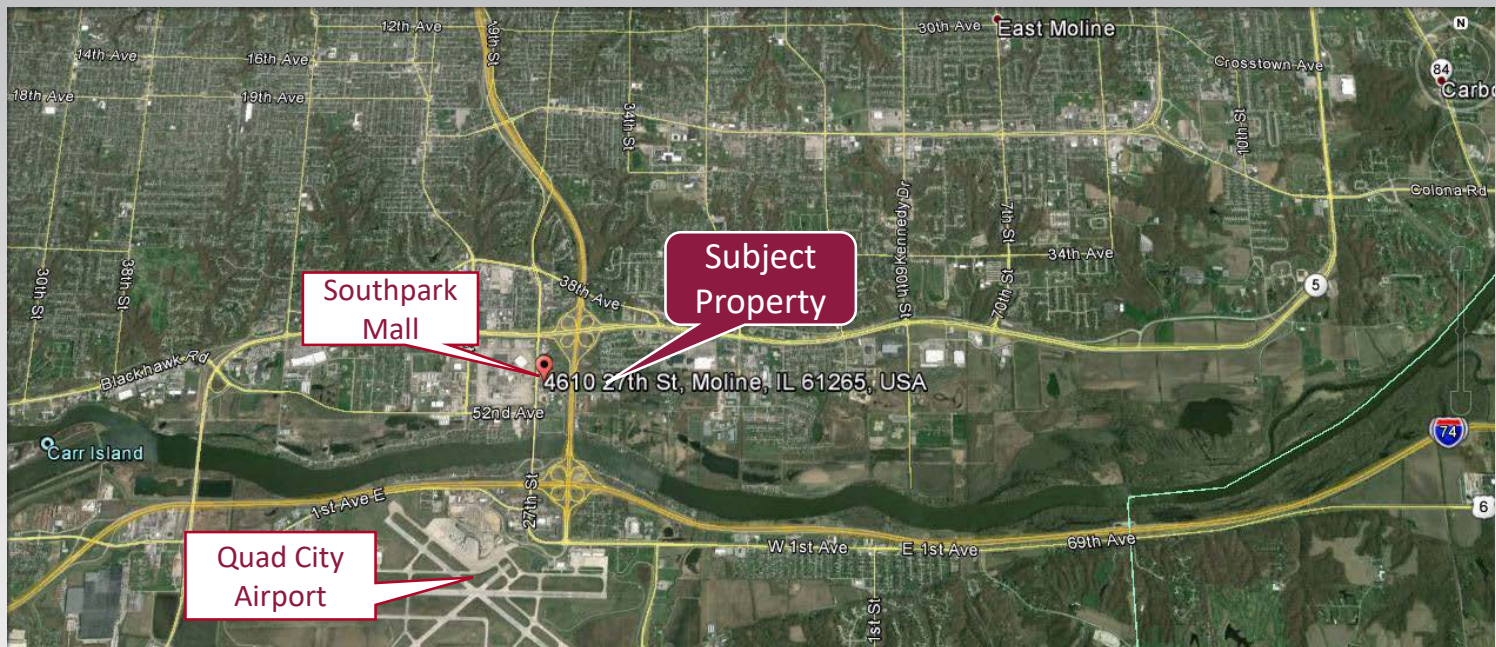 12th Ave
30th Ave
East Moline
N
14th Ave
16th Ave
19th St
Crosstown Ave
84
Carbo
18th Ave
19th Ave
34th St
10th St
Colona Rd
60th St
Kennedy Dr
7th St
34th Ave
30th St
38th St
Southpark
Mall
38th Ave
Subject
Property
70th St
5
Blackhawk Rd
4610 27th St, Moline, IL 61265, USA
52nd Ave
Carr Island
74
27th St
1st Ave E
6
Quad City
Airport
W 1st Ave
E 1st Ave
69th Ave
1st St